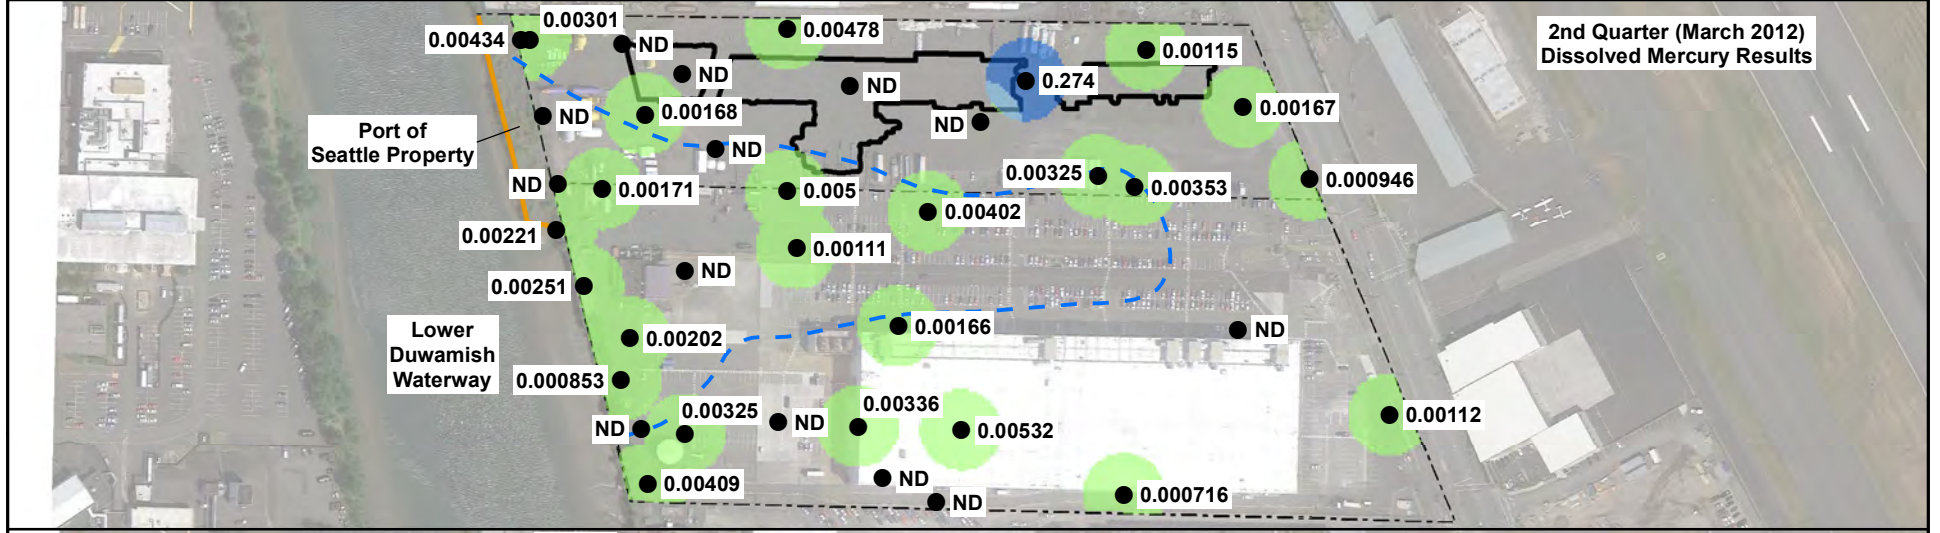 0.00301
0.00434
ND
0.00478
2nd Quarter (March 2012)
Dissolved Mercury Results
0.00115
ND
ND
0.274
0.00168
0.00167
ND
ND
Port of
Seattle Property
ND
0.00325
0.000946
ND
0.00171
0.005
0.00353
0.00402
0.00221
0.00111
ND
0.00251
Lower
Duwamish
Waterway
0.00202
0.00166
ND
0.000853
0.00325
0.00336
0.00112
ND
ND
0.00532
0.00409
ND
0.000716
ND